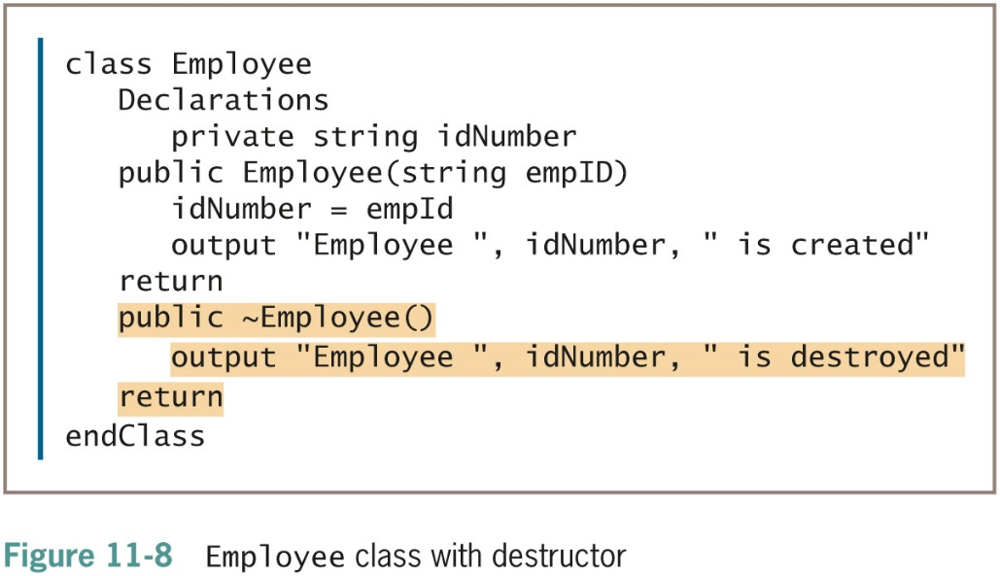 class Employee
Declarations
private string idNumber
public Employee(string empID)
idNumber = empId
output "Employee ", idNumber, " is created"
return
public ~Employee()
output "Employee ", idNumber, " is destroyed"
return
endClass
Figure 11-8 Employee class with destructor